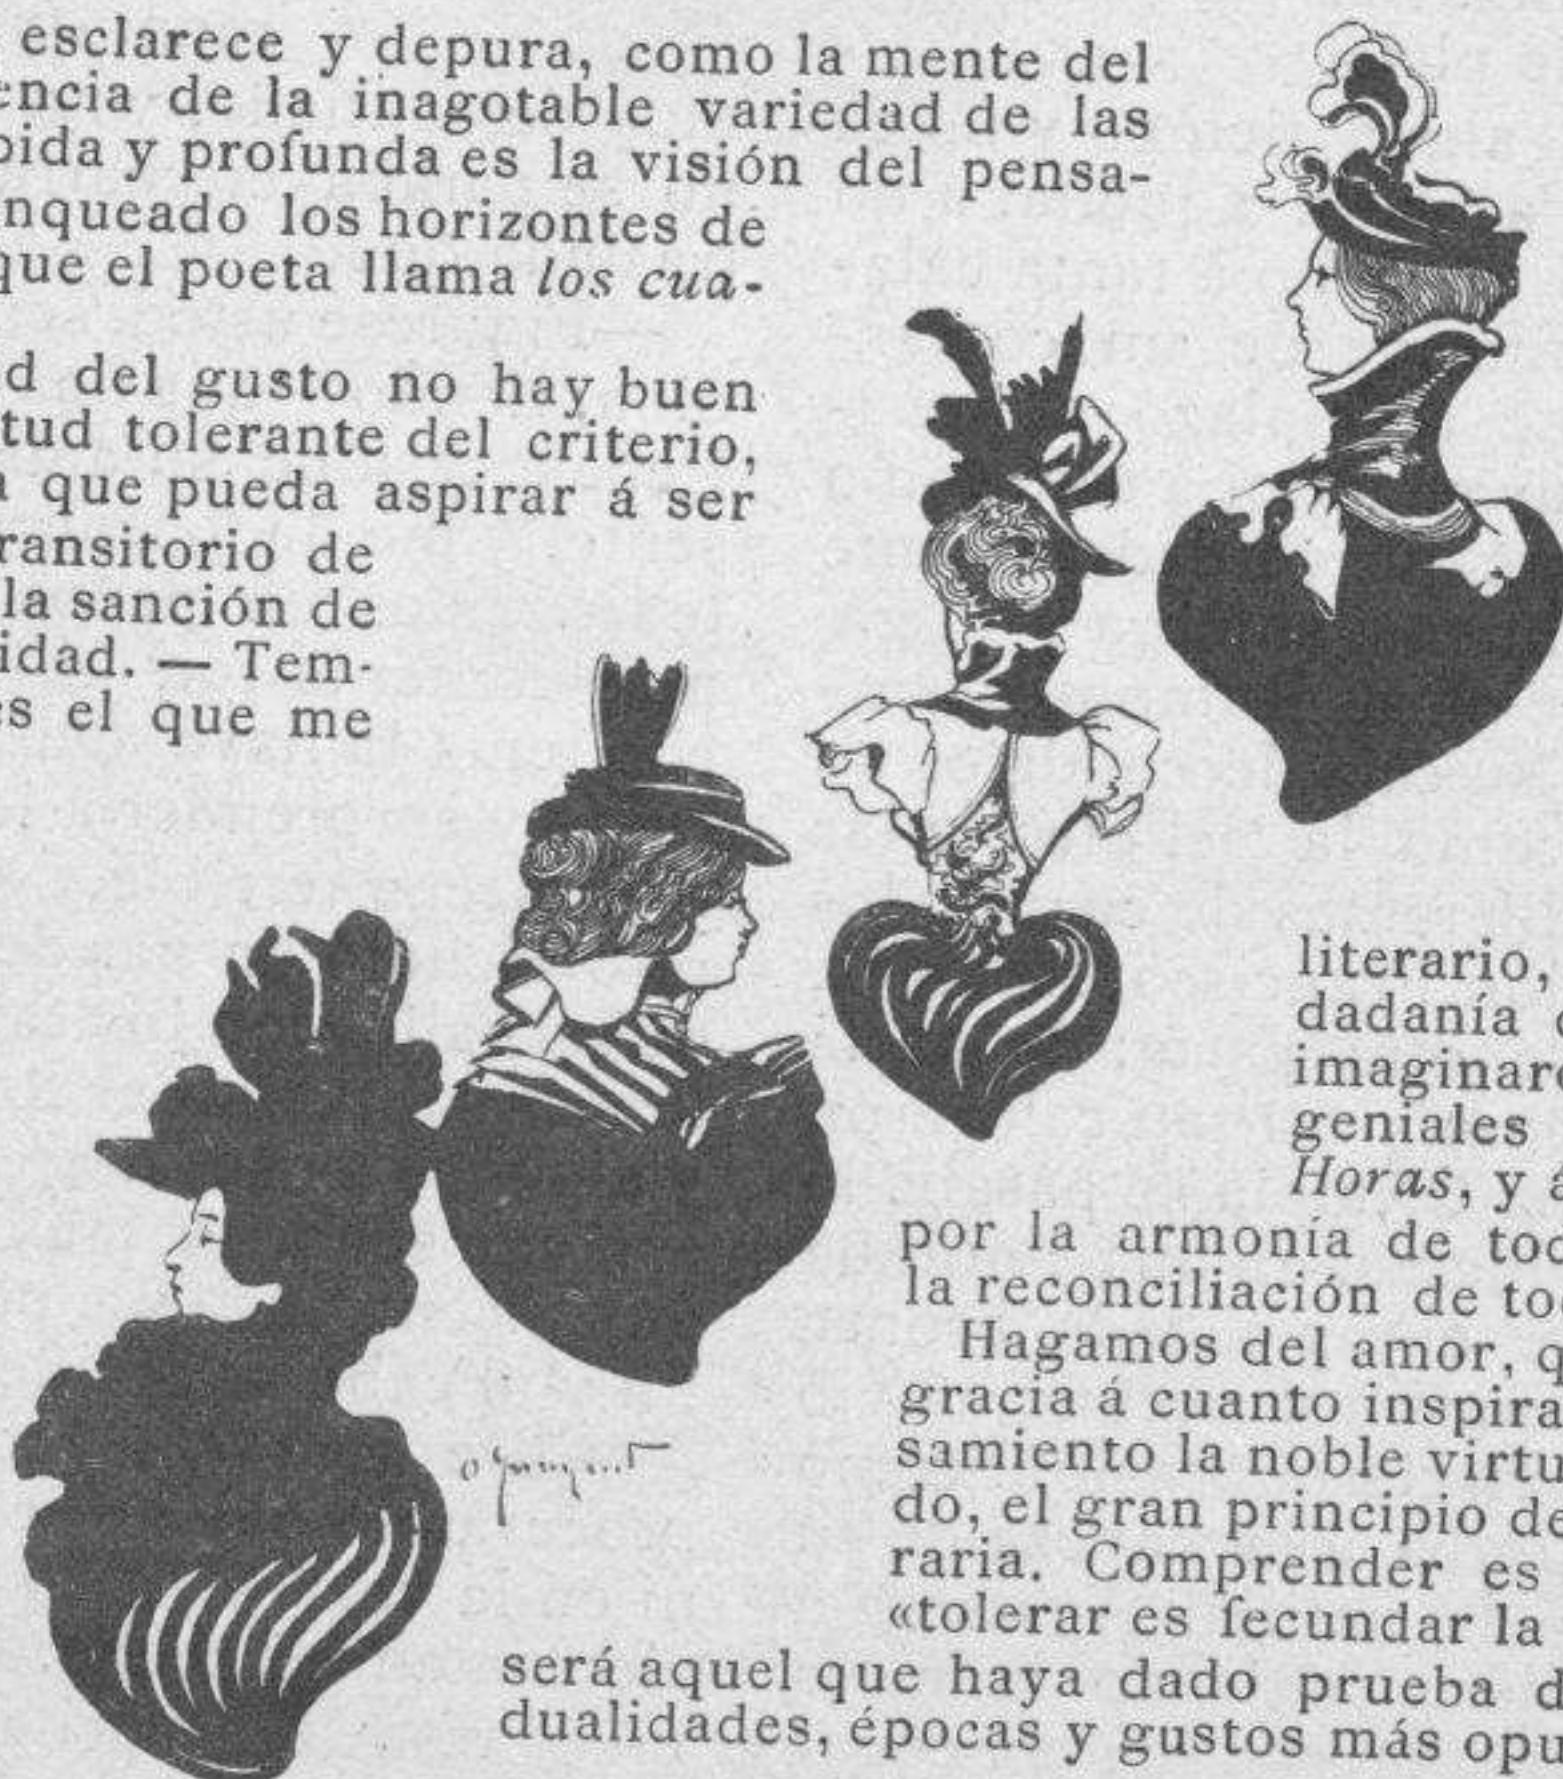 esclarece y depura, como la mente del
encia de la inagotable variedad de las
pida y profunda es la visión del pensa-
nqueado los horizontes de
que el poeta llama los cua-
d del gusto no hay buen
tud tolerante del criterio,
a que pueda aspirar á ser
ransitorio de
la sanción de
idad. — Tem-
es el que me
literario,
dadanía
imaginar
geniales
Horas, y á
por la armonía de to
la reconciliación de to
Hagamos del amor, q
gracia á cuanto inspira
samiento la noble virtu
do, el gran principio de
raria. Comprender es
«tolerar es fecundar la
será aquel que haya dado prueba d
dualidades, épocas y gustos más opu